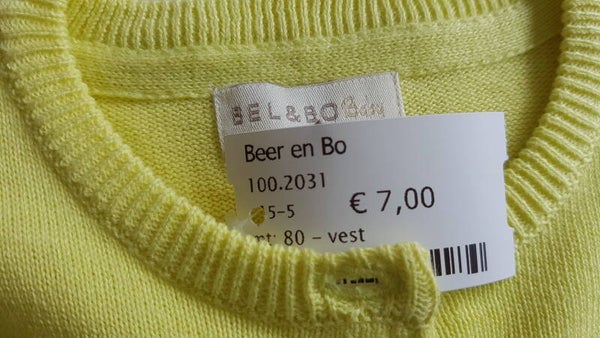 BEL&BO
Beer en Bo
100.2031
15-5
€ 7,00
80 – vest